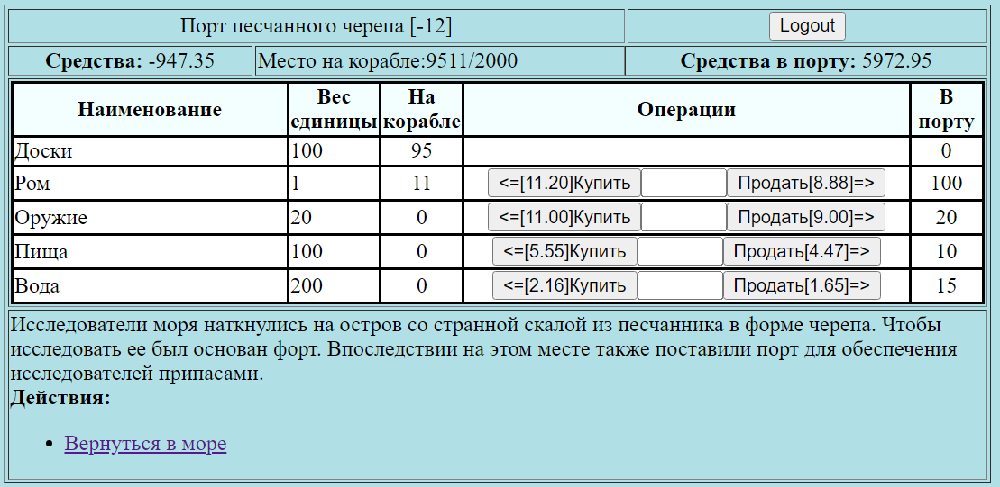 Порт песчанного черепа [-12]
Logout
Средства: -947.35
Место на корабле:9511/2000
Средства в порту: 5972.95
Наименование
Вес единицы
На корабле
Операции
В порту
Доски 100 95 0
Ром 1 11 <=[11.20]Купить Продать[8.88]=> 100
Оружие 20 0 <=[11.00]Купить Продать[9.00]=> 20
Пища 100 0 <=[5.55]Купить Продать[4.47]=> 10
Вода 200 0 <=[2.16]Купить Продать[1.65]=> 15
Исследователи моря наткнулись на остров со странной скалой из песчанника в форме черепа. Чтобы
исследовать ее был основан форт. Впоследствии на этом месте также поставили порт для обеспечения
исследователей припасами.
Действия:
Вернуться в море